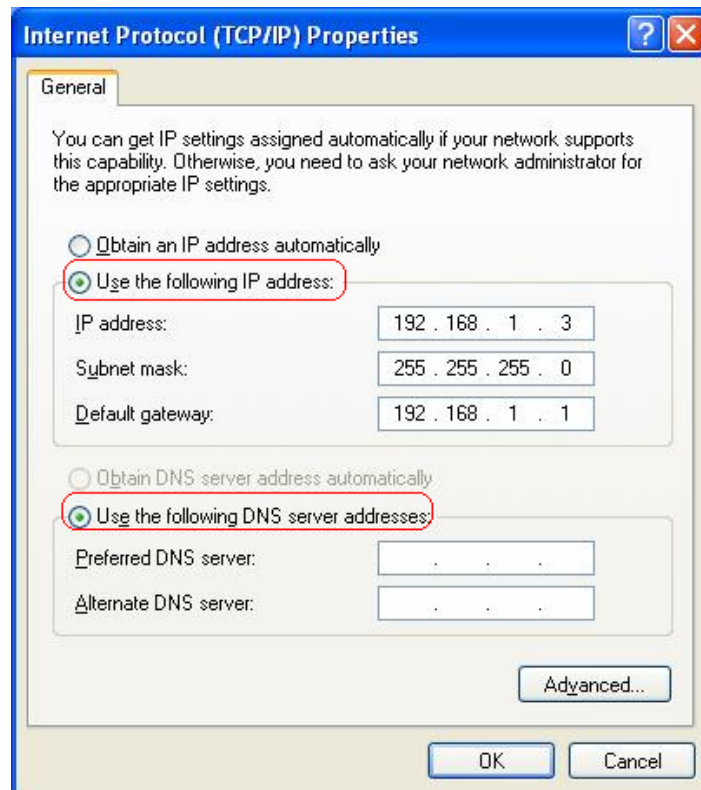 Internet Protocol (TCP/IP) Properties
General
You can get IP settings assigned automatically if your network supports
this capability. Otherwise, you need to ask your network administrator for
the appropriate IP settings.
Obtain an IP address automatically
Use the following IP address:
IP address: 192 . 168 . 1 . 3
Subnet mask: 255 . 255 . 255 . 0
Default gateway: 192 . 168 . 1 . 1
Obtain DNS server address automatically
Use the following DNS server addresses:
Preferred DNS server: . . .
Alternate DNS server: . . .
Advanced...
OK Cancel